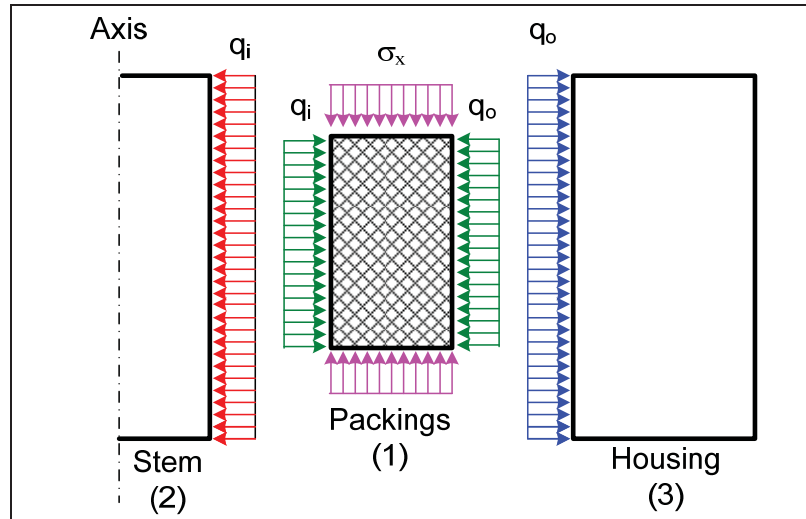 Axis
qi
σx
qo
qi
qo
Packings
(1)
Stem
(2)
Housing
(3)